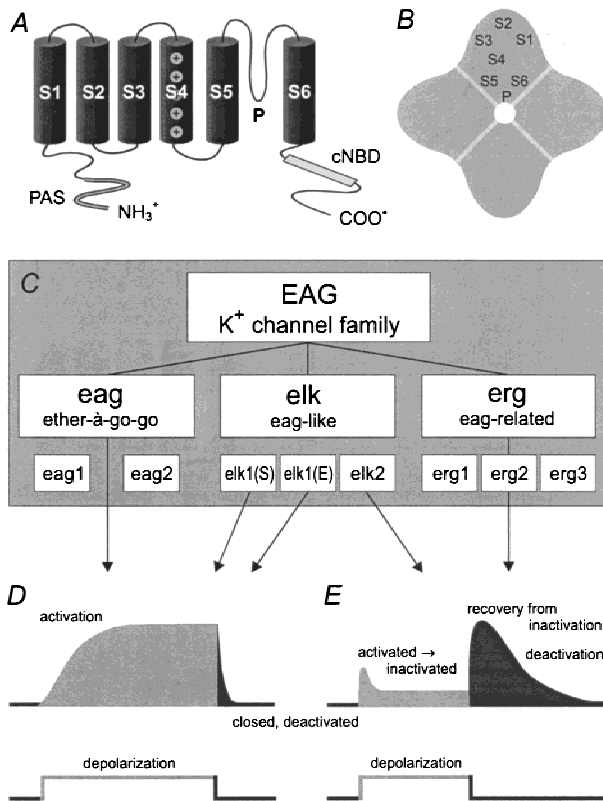 A
S1 S2 S3 S4 S5 P S6
PAS
NH₃⁺
cNBD
COO⁻
B
S2
S3 S1
S4
S5 S6
P
C
EAG
K⁺ channel family
eag
ether-à-go-go
elk
eag-like
erg
eag-related
eag1 eag2 elk1(S) elk1(E) elk2 erg1 erg2 erg3
D
activation
closed, deactivated
depolarization
E
recovery from
inactivation
activated →
inactivated
deactivation
depolarization